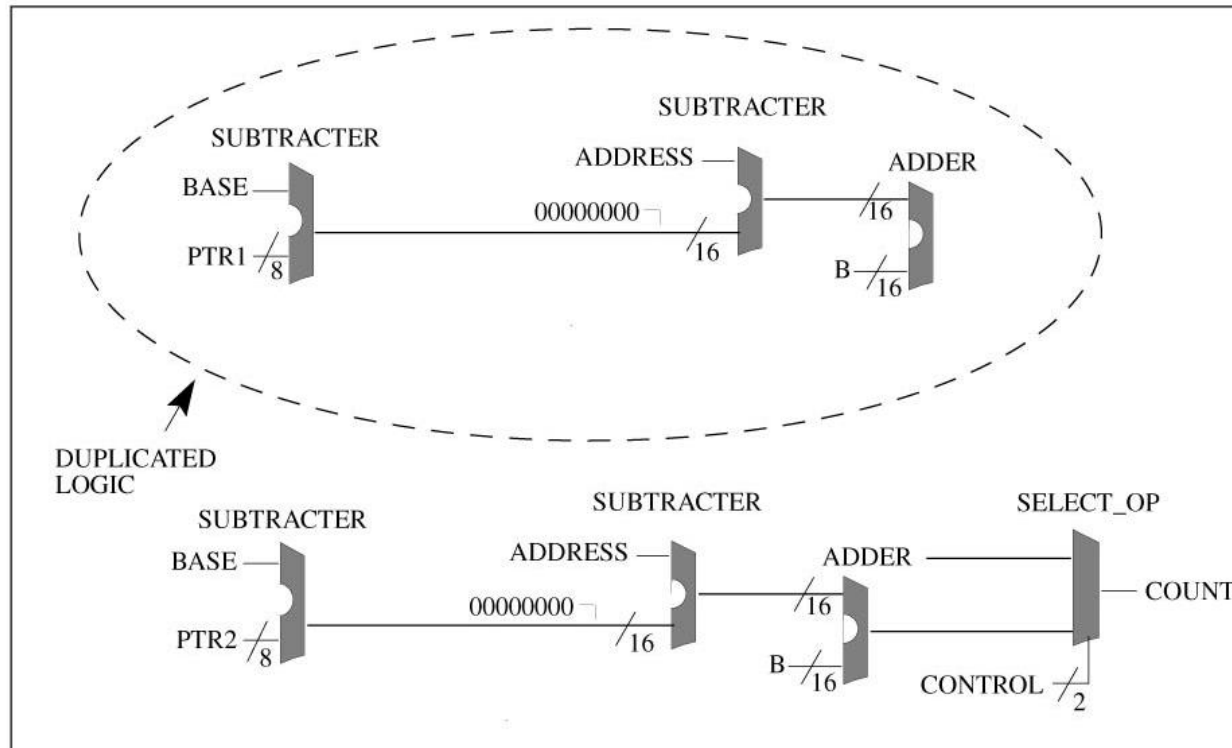 SUBTRACTER
SUBTRACTER
ADDRESS
ADDER
BASE
00000000
16
16
PTR1
8
B
16
DUPLICATED
LOGIC
SUBTRACTER
SUBTRACTER
SELECT_OP
BASE
ADDRESS
ADDER
COUNT
00000000
16
16
PTR2
8
B
16
CONTROL
2